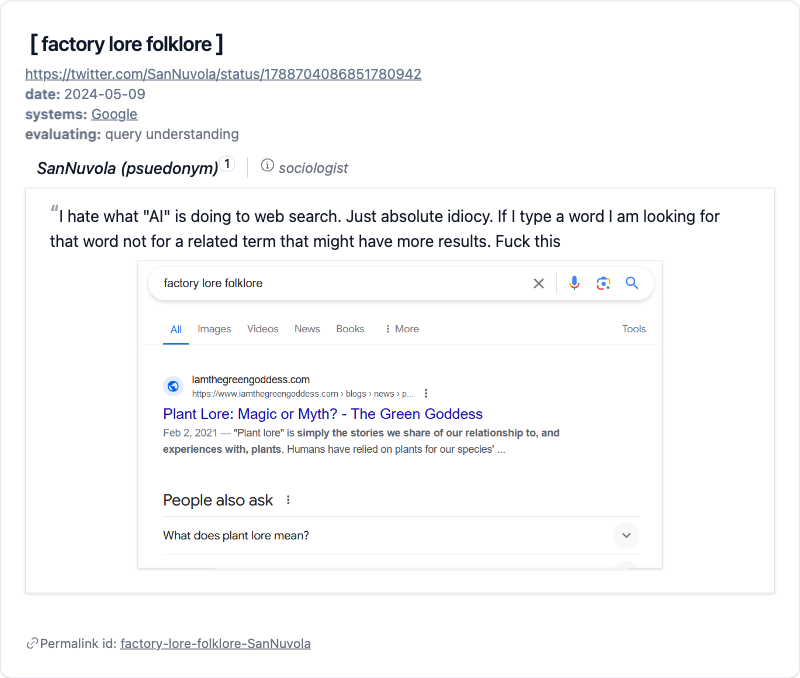 [ factory lore folklore ]
https://twitter.com/SanNuvola/status/1788704086851780942
date: 2024-05-09
systems: Google
evaluating: query understanding
SanNuvola (psuedonym) 1 sociologist
“I hate what "AI" is doing to web search. Just absolute idiocy. If I type a word I am looking for
that word not for a related term that might have more results. Fuck this
factory lore folklore
All Images Videos News Books More Tools
iamthegreengoddess.com
https://www.iamthegreengoddess.com › blogs › news › p...
Plant Lore: Magic or Myth? - The Green Goddess
Feb 2, 2021 — "Plant lore" is simply the stories we share of our relationship to, and
experiences with, plants. Humans have relied on plants for our species' ...
People also ask
What does plant lore mean?
Permalink id: factory-lore-folklore-SanNuvola